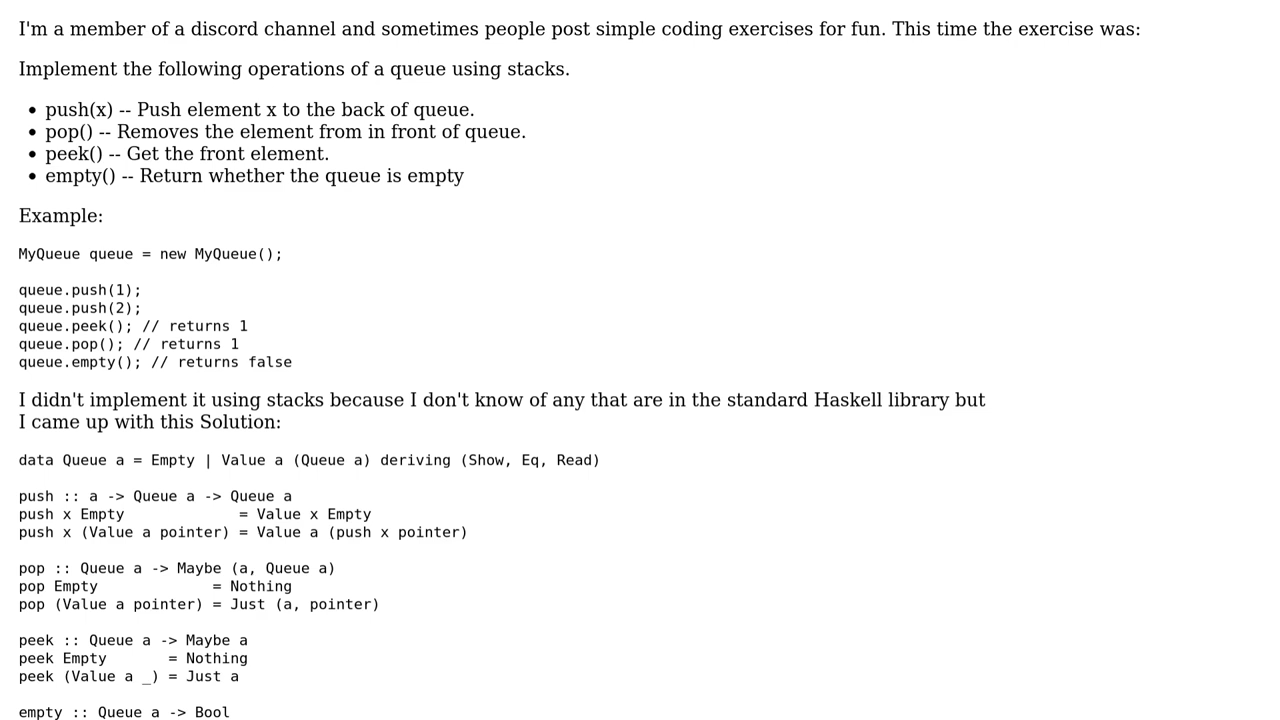 I'm a member of a discord channel and sometimes people post simple coding exercises for fun. This time the exercise was:
Implement the following operations of a queue using stacks.
• push(x) -- Push element x to the back of queue.
• pop() -- Removes the element from in front of queue.
• peek() -- Get the front element.
• empty() -- Return whether the queue is empty
Example:
MyQueue queue = new MyQueue();
queue.push(1);
queue.push(2);
queue.peek(); // returns 1
queue.pop(); // returns 1
queue.empty(); // returns false
I didn't implement it using stacks because I don't know of any that are in the standard Haskell library but
I came up with this Solution:
data Queue a = Empty | Value a (Queue a) deriving (Show, Eq, Read)
push :: a -> Queue a -> Queue a
push x Empty             = Value x Empty
push x (Value a pointer) = Value a (push x pointer)
pop :: Queue a -> Maybe (a, Queue a)
pop Empty             = Nothing
pop (Value a pointer) = Just (a, pointer)
peek :: Queue a -> Maybe a
peek Empty       = Nothing
peek (Value a _) = Just a
empty :: Queue a -> Bool